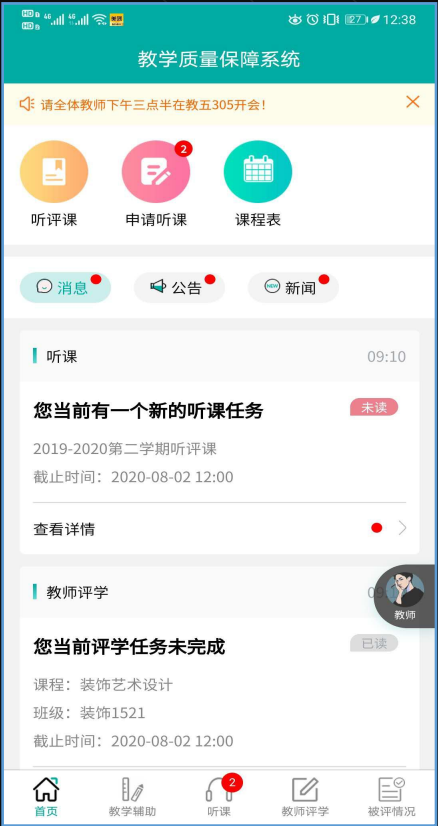 HD 46 46 27 12:38
HD
教学质量保障系统
请全体教师下午三点半在教五305开会！
2
听评课 申请听课 课程表
消息 公告 NEW 新闻
听课 09:10
您当前有一个新的听课任务 未读
2019-2020第二学期听评课
截止时间：2020-08-02 12:00
查看详情
教师评学
教师
您当前评学任务未完成 已读
课程：装饰艺术设计
班级：装饰1521
截止时间：2020-08-02 12:00
2
首页 教学辅助 听课 教师评学 被评情况